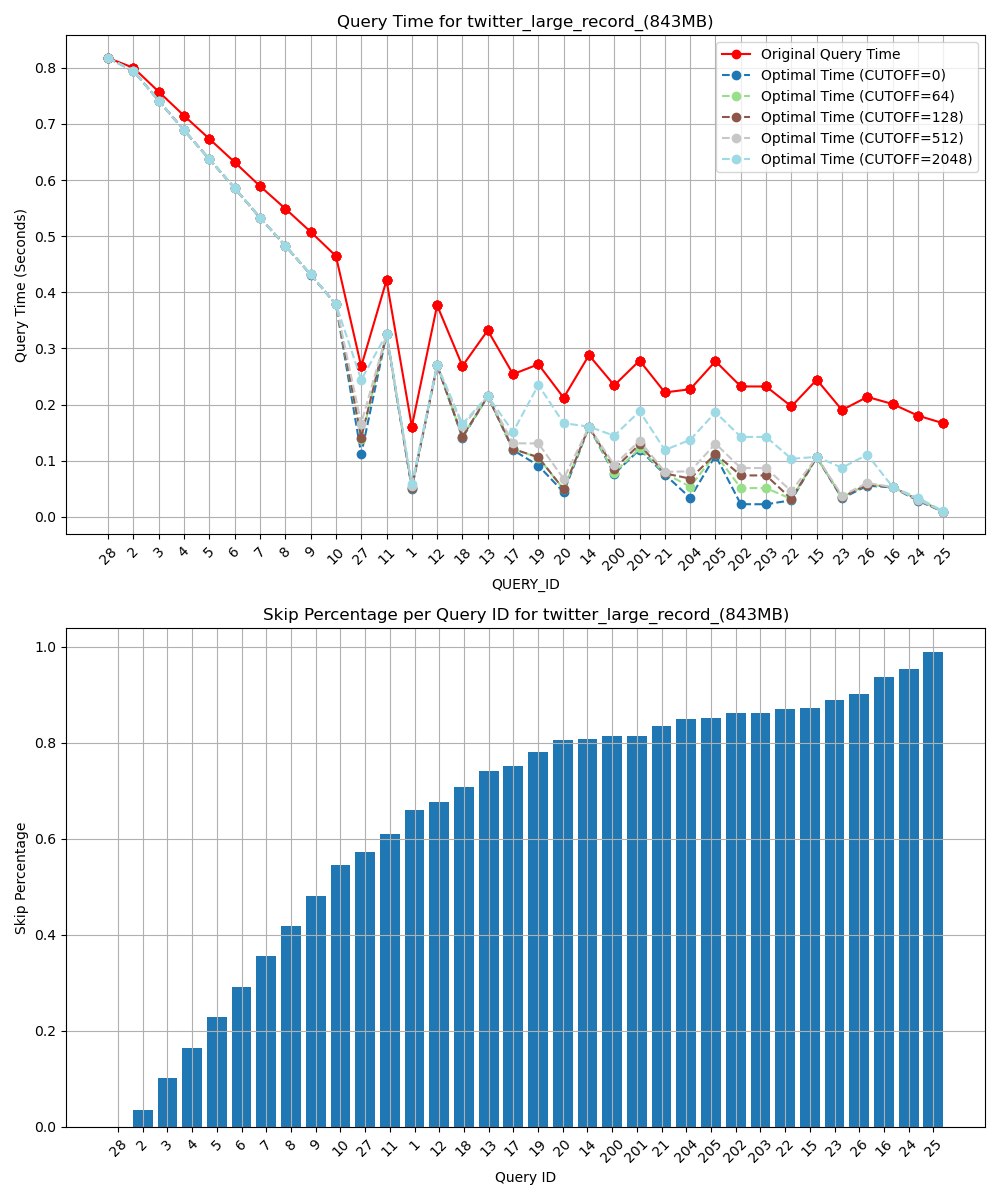 Query Time for twitter_large_record_(843MB)
Original Query Time
Optimal Time (CUTOFF=0)
Optimal Time (CUTOFF=64)
Optimal Time (CUTOFF=128)
Optimal Time (CUTOFF=512)
Optimal Time (CUTOFF=2048)
Query Time (Seconds)
0.8
0.7
0.6
0.5
0.4
0.3
0.2
0.1
0.0
28 2 3 4 5 6 7 8 9 10 27 11 1 12 18 13 17 19 20 14 200 201 21 204 205 202 203 22 15 23 26 16 24 25
QUERY_ID
Skip Percentage per Query ID for twitter_large_record_(843MB)
Skip Percentage
1.0
0.8
0.6
0.4
0.2
0.0
28 2 3 4 5 6 7 8 9 10 27 11 1 12 18 13 17 19 20 14 200 201 21 204 205 202 203 22 15 23 26 16 24 25
Query ID